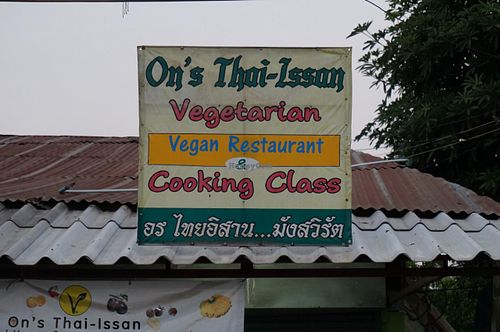 On's Thai-Issan
Vegetarian
Vegan Restaurant
&
Cooking Class
อร ไทยอิสาน...มังสวิรัต
On's Thai-Issan